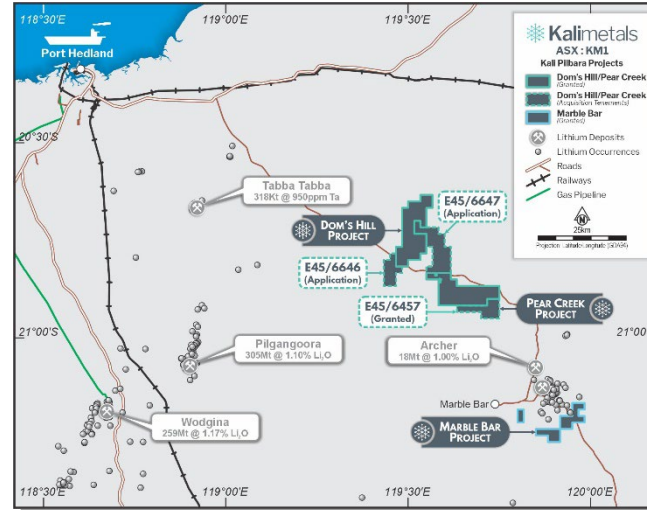 118°30'E
119°00'E
119°30'E
Port Hedland
Kalimetals
ASX : KM1
Kali Pilbara Projects
Dom's Hill/Pear Creek
(Granted)
Dom's Hill/Pear Creek
(Acquisition Tenements)
Marble Bar
(Granted)
Lithium Deposits
Lithium Occurrences
Roads
Railways
Gas Pipeline
N
25km
Projection: Latitude/Longitude (GDA94)
20°30'S
Tabba Tabba
318Kt @ 950ppm Ta
DOM'S HILL
PROJECT
E45/6647
(Application)
E45/6646
(Application)
E45/6457
(Granted)
PEAR CREEK
PROJECT
21°00'S
21°00'S
Pilgangoora
305Mt @ 1.10% Li₂O
Archer
18Mt @ 1.00% Li₂O
Marble Bar
Wodgina
259Mt @ 1.17% Li₂O
MARBLE BAR
PROJECT
118°30'E
119°00'E
119°30'E
120°00'E